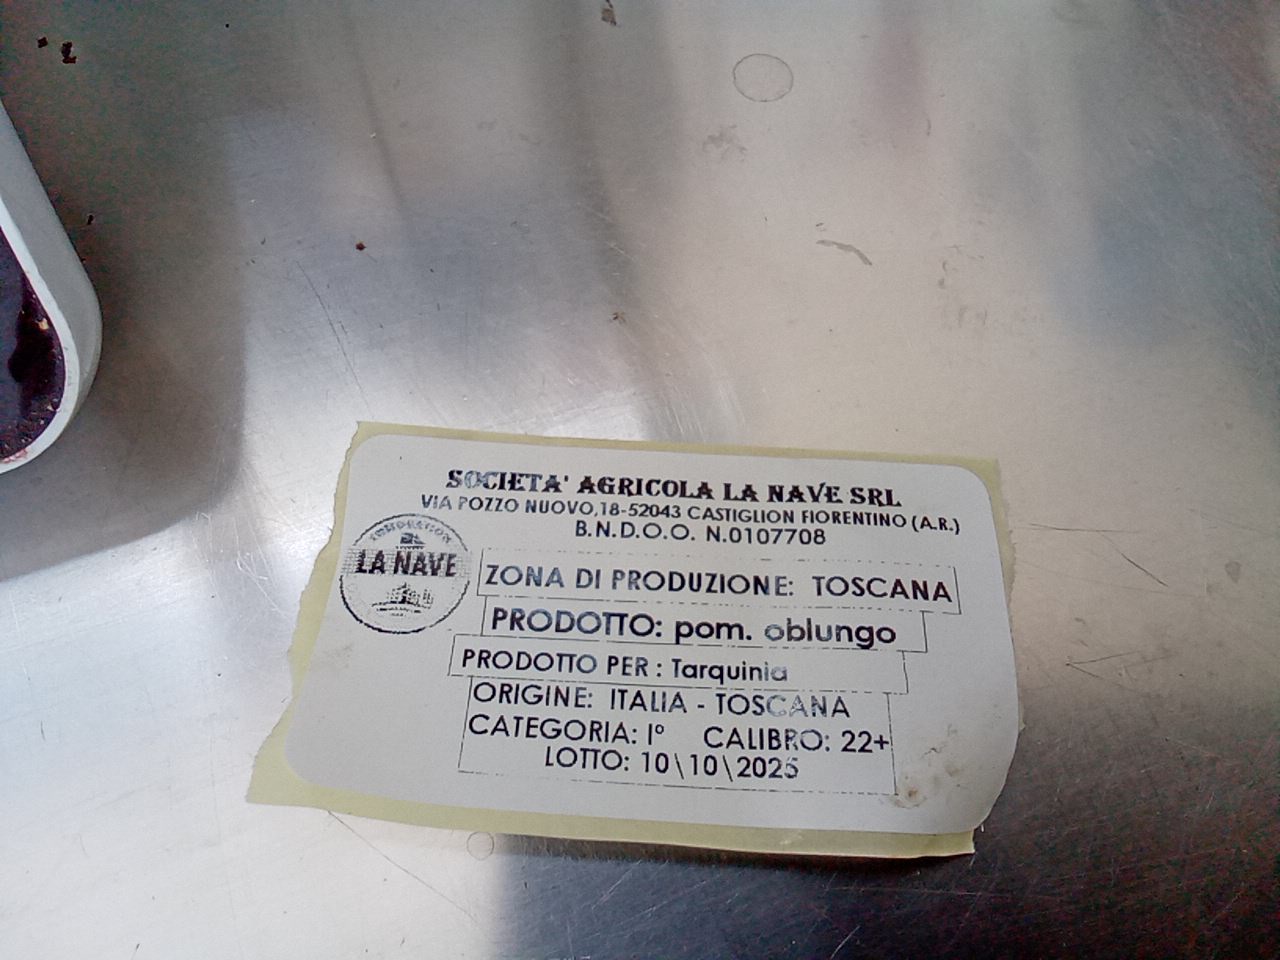 SOCIETA' AGRICOLA LA NAVE SRL
VIA POZZO NUOVO,18-52043 CASTIGLION FIORENTINO (A.R.)
B.N.D.O.O. N.0107708
LA NAVE
ZONA DI PRODUZIONE: TOSCANA
PRODOTTO: pom. oblungo
PRODOTTO PER : Tarquinia
ORIGINE: ITALIA - TOSCANA
CATEGORIA: I° CALIBRO: 22+
LOTTO: 10\10\2025